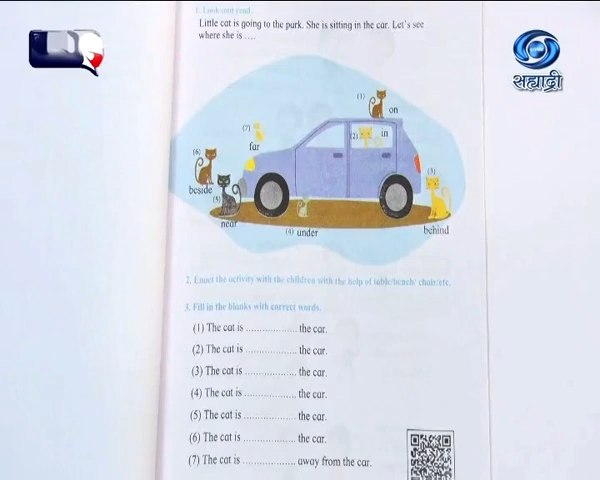 1. Look and read.
Little cat is going to the park. She is sitting in the car. Let's see
where she is ....
(1)
on
(2)
in
(7)
far
(6)
beside
(3)
(5)
near
(4) under
behind
2. Enact the activity with the children with the help of table/bench/ chair/etc.
3. Fill in the blanks with correct words.
(1) The cat is .................. the car.
(2) The cat is .................. the car.
(3) The cat is .................. the car.
(4) The cat is .................. the car.
(5) The cat is .................. the car.
(6) The cat is .................. the car.
(7) The cat is .................. away from the car.
सह्याद्री